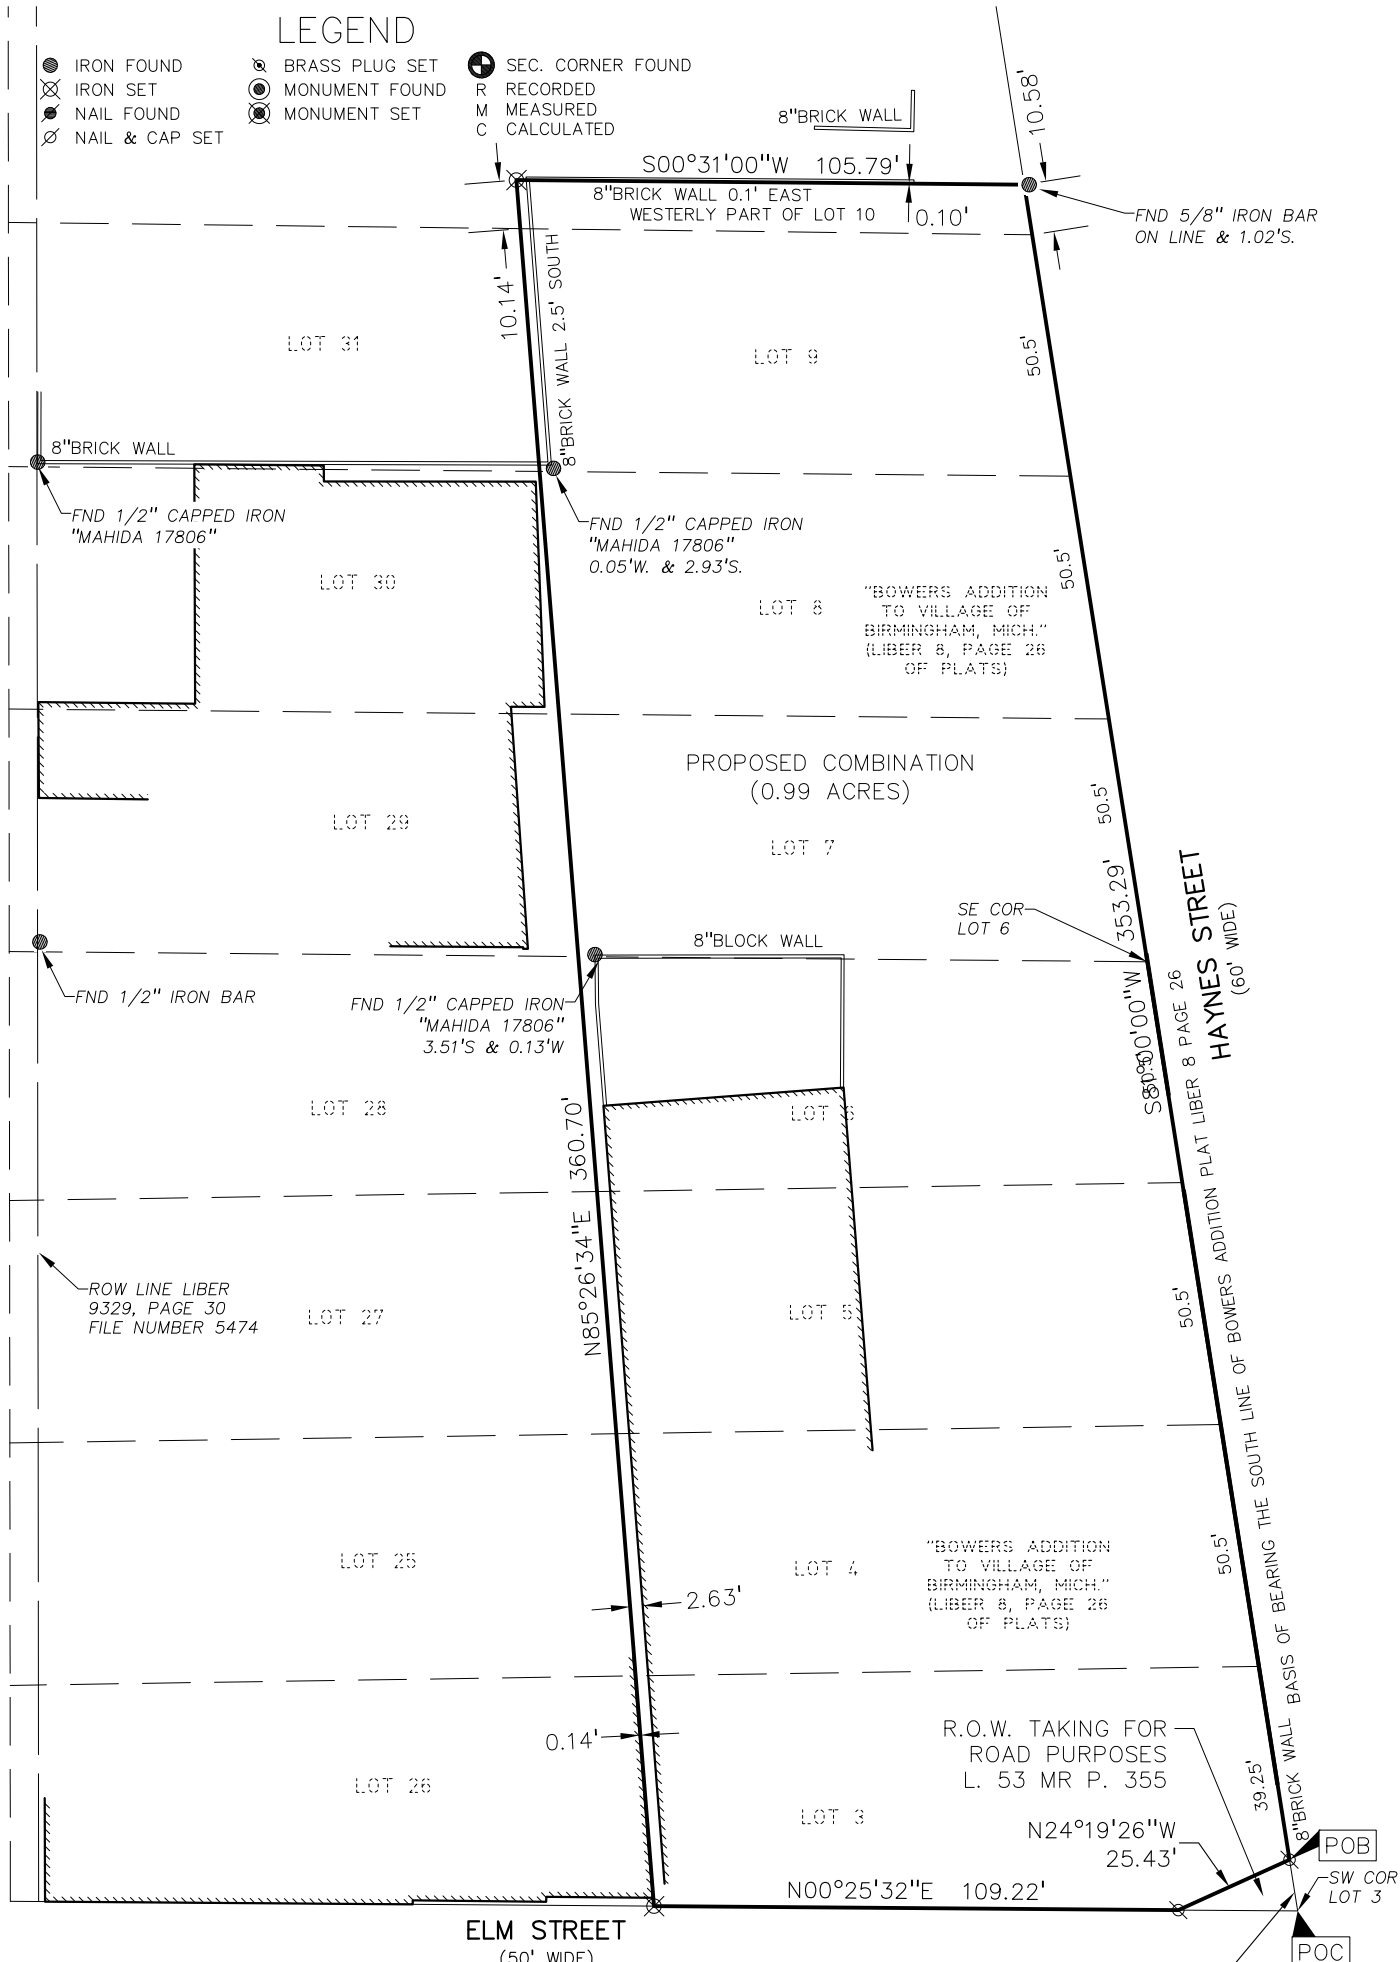 LEGEND
IRON FOUND
IRON SET
NAIL FOUND
NAIL & CAP SET
BRASS PLUG SET
MONUMENT FOUND
MONUMENT SET
SEC. CORNER FOUND
R RECORDED
M MEASURED
C CALCULATED
8"BRICK WALL
10.58'
S00°31'00"W 105.79'
8"BRICK WALL 0.1' EAST
WESTERLY PART OF LOT 10
0.10'
FND 5/8" IRON BAR
ON LINE & 1.02'S.
10.14'
8"BRICK WALL 2.5' SOUTH
LOT 31
LOT 9
50.5'
8"BRICK WALL
FND 1/2" CAPPED IRON
"MAHIDA 17806"
FND 1/2" CAPPED IRON
"MAHIDA 17806"
0.05'W. & 2.93'S.
LOT 30
LOT 8
"BOWERS ADDITION
TO VILLAGE OF
BIRMINGHAM, MICH."
(LIBER 8, PAGE 26
OF PLATS)
50.5'
PROPOSED COMBINATION
(0.99 ACRES)
LOT 29
LOT 7
50.5'
SE COR
LOT 6
S81°00'00"W 353.29'
HAYNES STREET
(60' WIDE)
8"BLOCK WALL
FND 1/2" IRON BAR
FND 1/2" CAPPED IRON
"MAHIDA 17806"
3.51'S & 0.13'W
LOT 28
LOT 6
N85°26'34"E 360.70'
ROW LINE LIBER
9329, PAGE 30
FILE NUMBER 5474
LOT 27
LOT 5
50.5'
BASIS OF BEARING THE SOUTH LINE OF BOWERS ADDITION PLAT LIBER 8 PAGE 26
LOT 25
LOT 4
"BOWERS ADDITION
TO VILLAGE OF
BIRMINGHAM, MICH."
(LIBER 8, PAGE 26
OF PLATS)
50.5'
2.63'
0.14'
R.O.W. TAKING FOR
ROAD PURPOSES
L. 53 MR P. 355
39.25'
8"BRICK WALL
LOT 26
LOT 3
N24°19'26"W
25.43'
POB
SW COR
LOT 3
N00°25'32"E 109.22'
ELM STREET
(50' WIDE)
POC